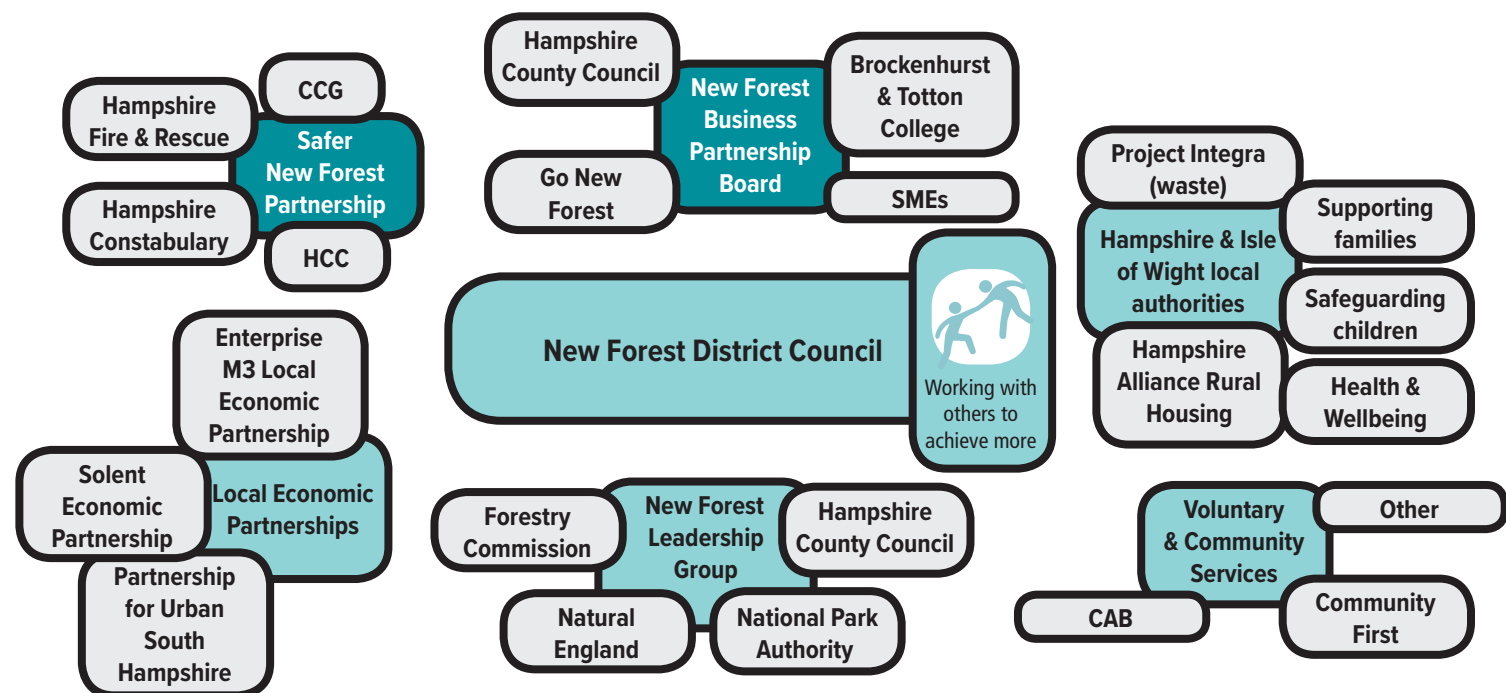 CCG
Hampshire
Fire & Rescue
Safer
New Forest
Partnership
Hampshire
Constabulary
HCC
Hampshire
County Council
New Forest
Business
Partnership
Board
Brockenhurst
& Totton
College
Go New
Forest
SMEs
Project Integra
(waste)
Supporting
families
Hampshire & Isle
of Wight local
authorities
Safeguarding
children
Hampshire
Alliance Rural
Housing
Health &
Wellbeing
New Forest District Council
Working with
others to
achieve more
Enterprise
M3 Local
Economic
Partnership
Solent
Economic
Partnership
Local Economic
Partnerships
Partnership
for Urban
South
Hampshire
Forestry
Commission
New Forest
Leadership
Group
Hampshire
County Council
Natural
England
National Park
Authority
Voluntary
& Community
Services
Other
CAB
Community
First